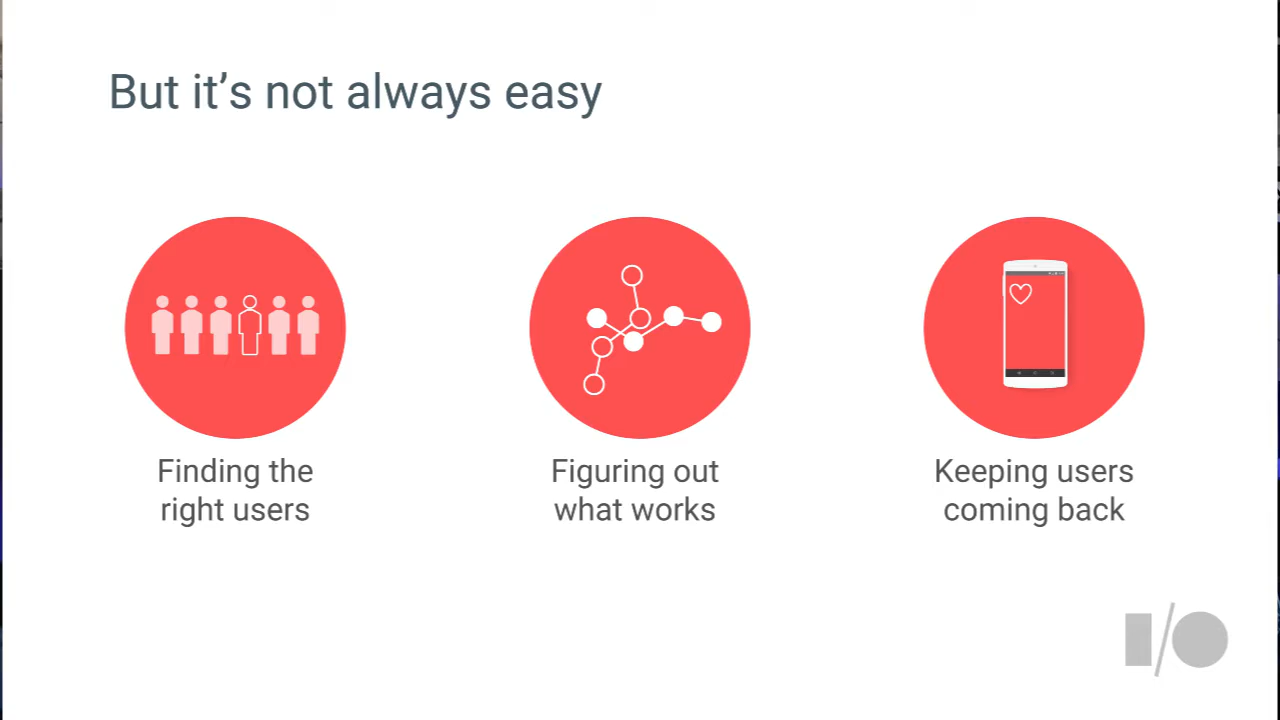 But it’s not always easy
Finding the
right users
Figuring out
what works
Keeping users
coming back
I/O